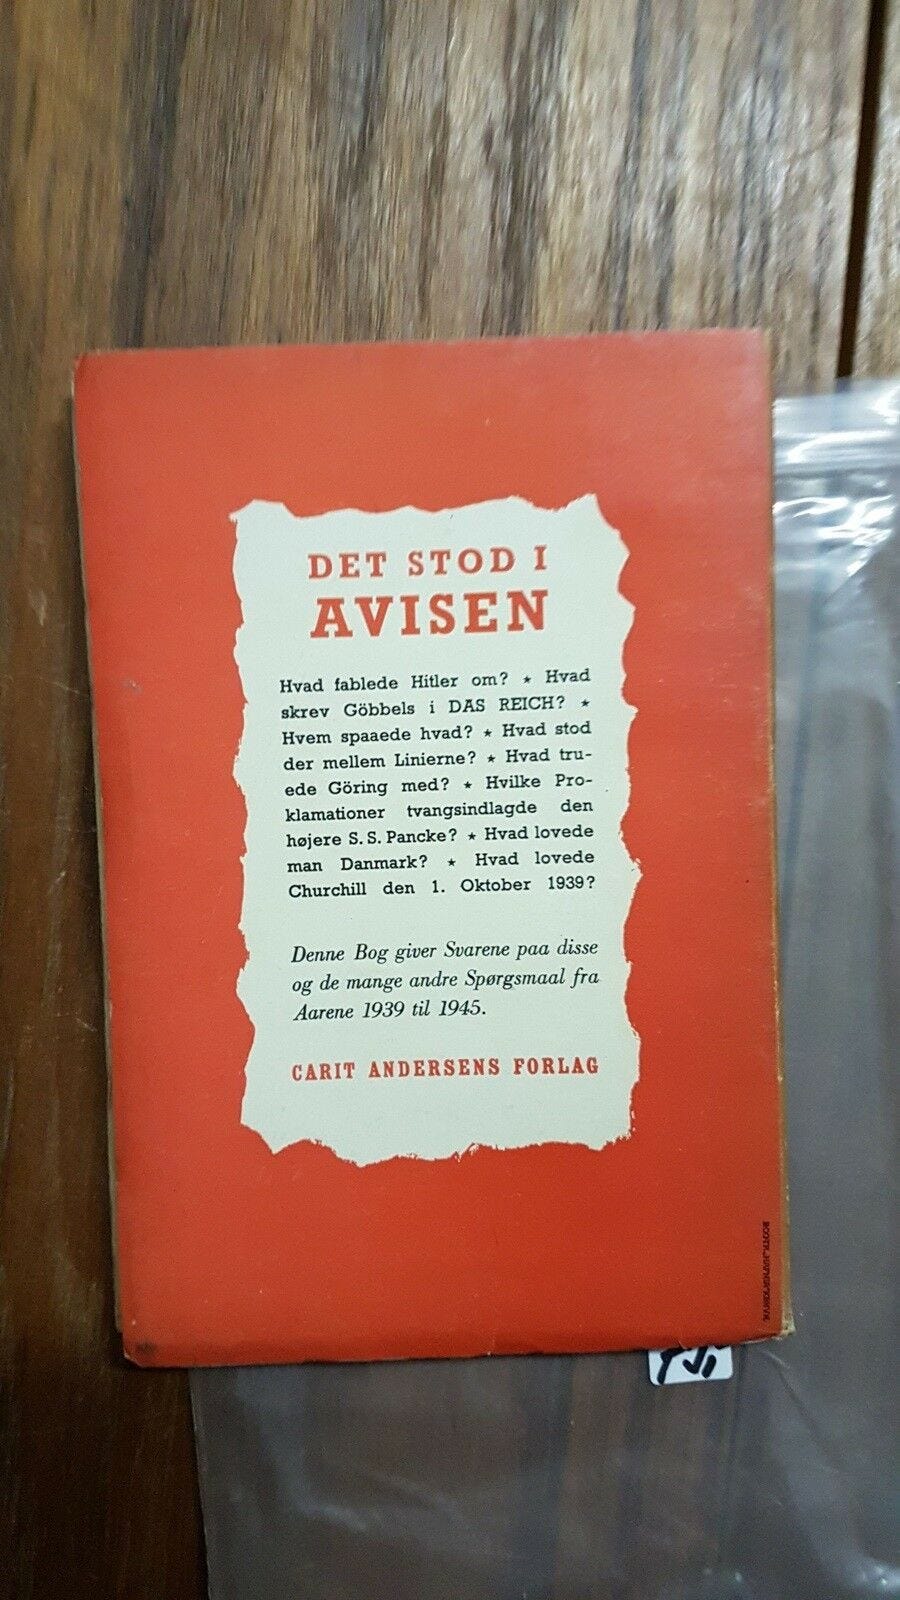 DET STOD I
AVISEN
Hvad fablede Hitler om? ★ Hvad
skrev Göbbels i DAS REICH? ★
Hvem spaaede hvad? ★ Hvad stod
der mellem Linierne? ★ Hvad tru-
ede Göring med? ★ Hvilke Pro-
klamationer tvangsindlagde den
højere S. S. Pancke? ★ Hvad lovede
man Danmark? ★ Hvad lovede
Churchill den 1. Oktober 1939?
Denne Bog giver Svarene paa disse
og de mange andre Spørgsmaal fra
Aarene 1939 til 1945.
CARIT ANDERSENS FORLAG